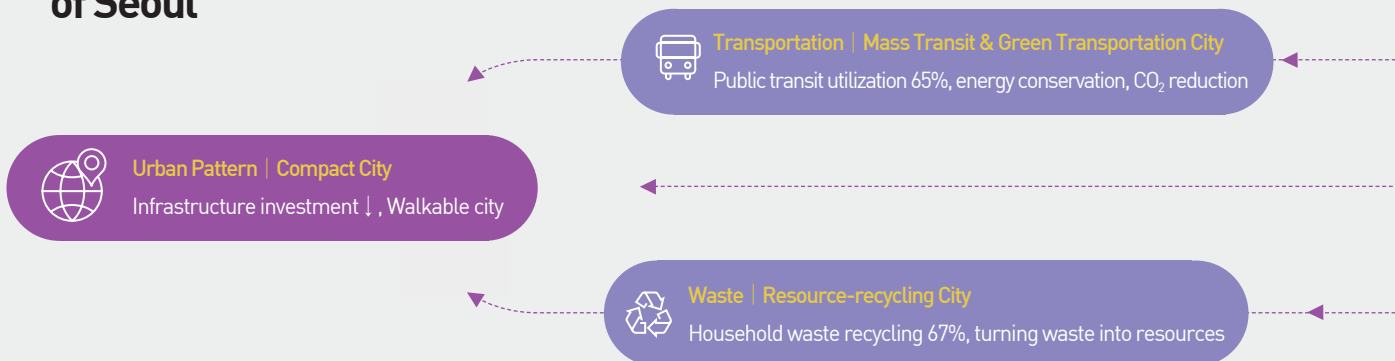 of Seoul
Transportation | Mass Transit & Green Transportation City
Public transit utilization 65%, energy conservation, CO₂ reduction
Urban Pattern | Compact City
Infrastructure investment ↓ , Walkable city
Waste | Resource-recycling City
Household waste recycling 67%, turning waste into resources